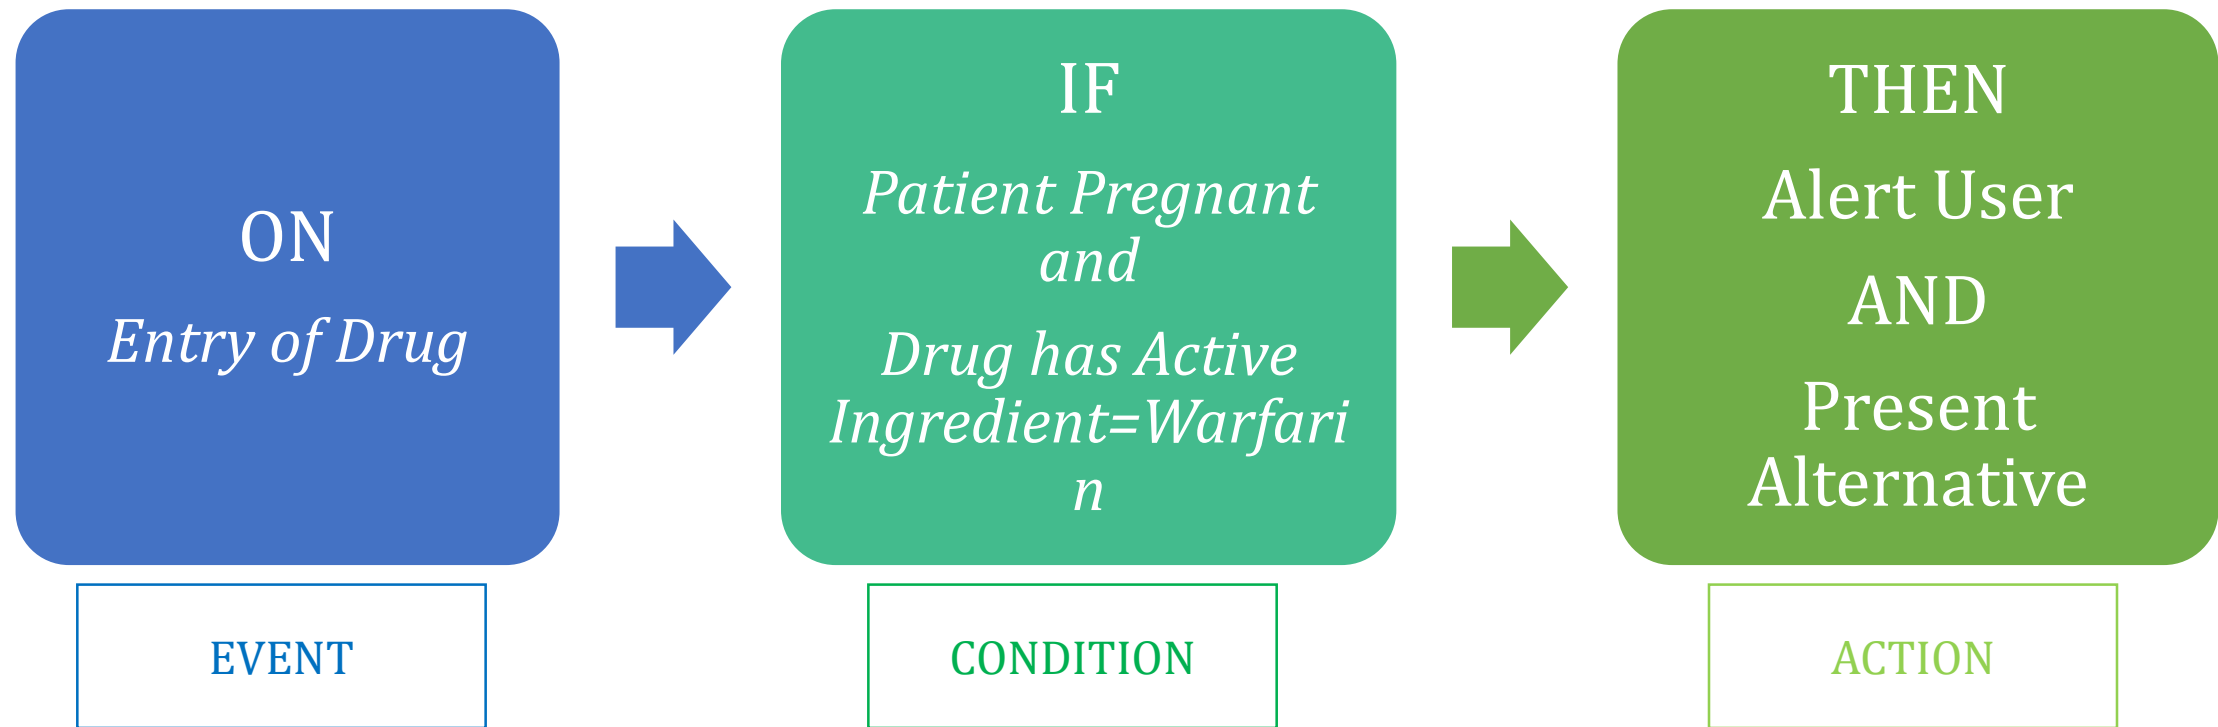 ON
Entry of Drug
IF
Patient Pregnant
and
Drug has Active
Ingredient=Warfari
n
THEN
Alert User
AND
Present
Alternative
EVENT
CONDITION
ACTION